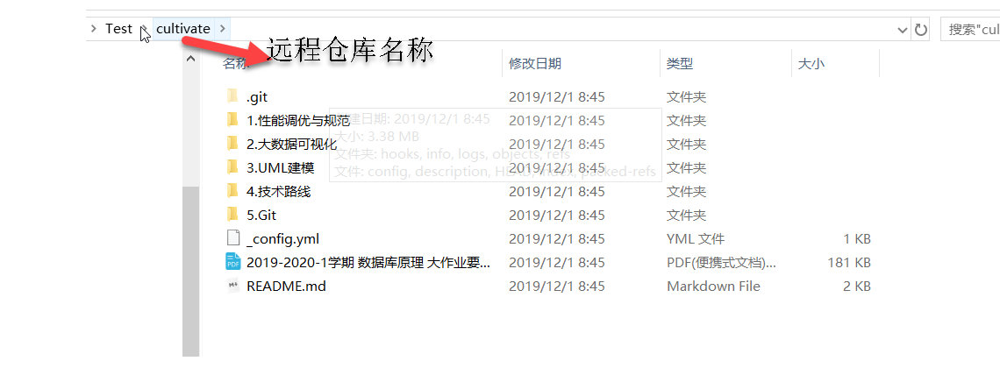 Test cultivate 搜索"cul
远程仓库名称
名称 修改日期 类型 大小
.git 2019/12/1 8:45 文件夹
1.性能调优与规范 2019/12/1 8:45 文件夹
创建日期: 2019/12/1 8:45
2.大数据可视化 2019/12/1 8:45 文件夹
大小: 3.38 MB
文件夹: hooks, info, logs, objects, refs
3.UML建模 2019/12/1 8:45 文件夹
文件: config, description, HEAD, index, packed-refs
4.技术路线 2019/12/1 8:45 文件夹
5.Git 2019/12/1 8:45 文件夹
_config.yml 2019/12/1 8:45 YML 文件 1 KB
PDF 2019-2020-1学期 数据库原理 大作业要... 2019/12/1 8:45 PDF(便携式文档)... 181 KB
README.md 2019/12/1 8:45 Markdown File 2 KB